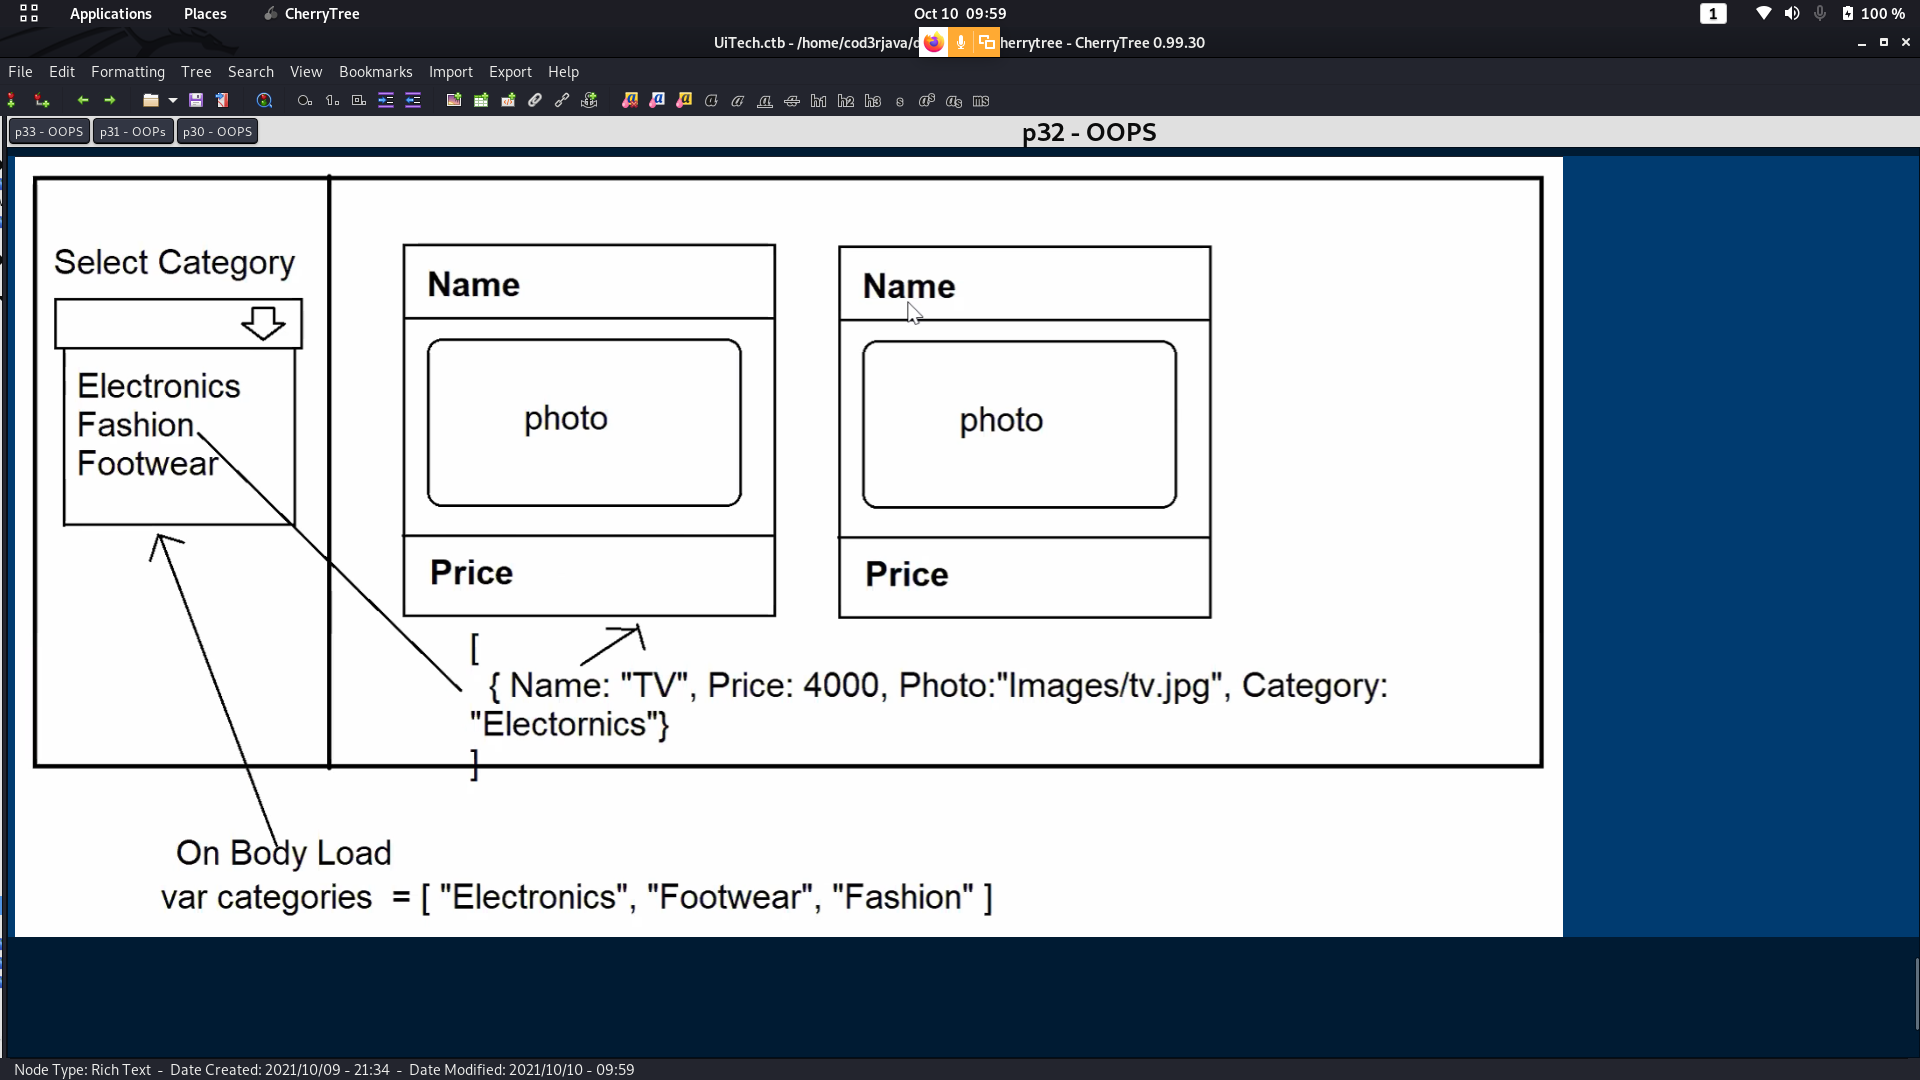 Applications Places CherryTree Oct 10 09:59 1 100 %
UiTech.ctb - /home/cod3rjava/d herrytree - CherryTree 0.99.30
File Edit Formatting Tree Search View Bookmarks Import Export Help
h1 h2 h3 s ms
p33 - OOPS p31 - OOPs p30 - OOPS p32 - OOPS
Select Category
Electronics
Fashion
Footwear
Name
photo
Price
Name
photo
Price
[
{ Name: "TV", Price: 4000, Photo:"Images/tv.jpg", Category:
"Electornics"}
]
On Body Load
var categories = [ "Electronics", "Footwear", "Fashion" ]
Node Type: Rich Text - Date Created: 2021/10/09 - 21:34 - Date Modified: 2021/10/10 - 09:59